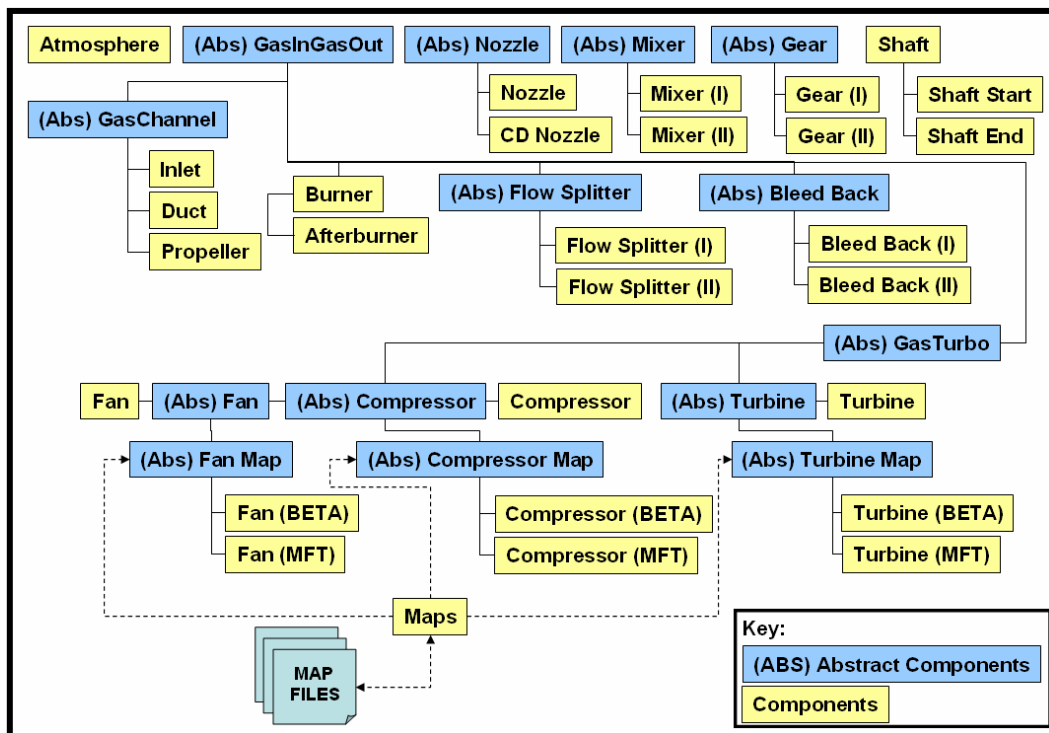 Atmosphere
(Abs) GasInGasOut
(Abs) Nozzle
(Abs) Mixer
(Abs) Gear
Shaft
Nozzle
CD Nozzle
Mixer (I)
Mixer (II)
Gear (I)
Gear (II)
Shaft Start
Shaft End
(Abs) GasChannel
Inlet
Duct
Propeller
Burner
Afterburner
(Abs) Flow Splitter
Flow Splitter (I)
Flow Splitter (II)
(Abs) Bleed Back
Bleed Back (I)
Bleed Back (II)
(Abs) GasTurbo
Fan
(Abs) Fan
(Abs) Compressor
Compressor
(Abs) Turbine
Turbine
(Abs) Fan Map
(Abs) Compressor Map
(Abs) Turbine Map
Fan (BETA)
Fan (MFT)
Compressor (BETA)
Compressor (MFT)
Turbine (BETA)
Turbine (MFT)
Maps
MAP
FILES
Key:
(ABS) Abstract Components
Components